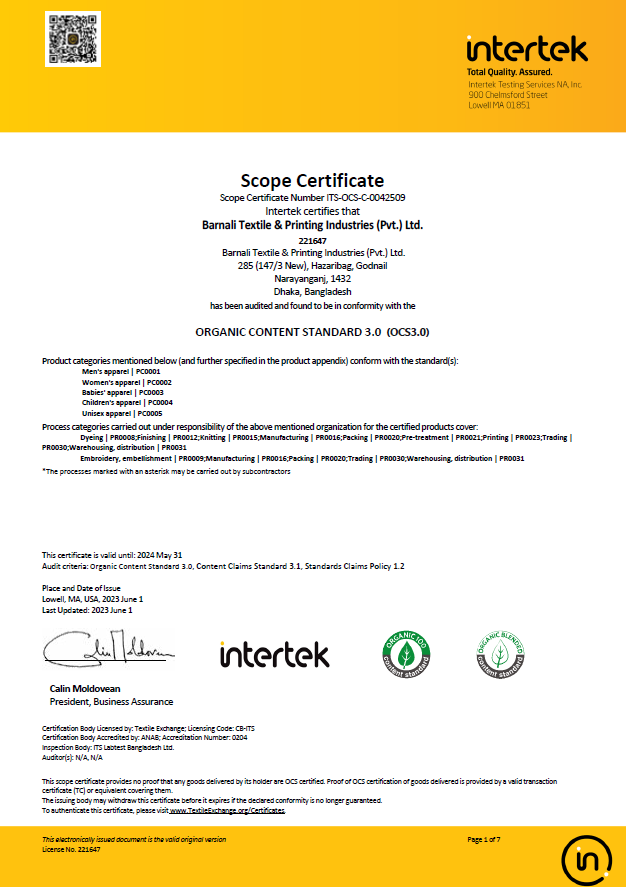 intertek
Total Quality. Assured.
Intertek Testing Services NA, Inc.
900 Chelmsford Street
Lowell MA 01851
Scope Certificate
Scope Certificate Number ITS-OCS-C-0042509
Intertek certifies that
Barnali Textile & Printing Industries (Pvt.) Ltd.
221647
Barnali Textile & Printing Industries (Pvt.) Ltd.
285 (147/3 New), Hazaribag, Godnail
Narayanganj, 1432
Dhaka, Bangladesh
has been audited and found to be in conformity with the
ORGANIC CONTENT STANDARD 3.0 (OCS3.0)
Product categories mentioned below (and further specified in the product appendix) conform with the standard(s):
Men's apparel | PC0001
Women's apparel | PC0002
Babies' apparel | PC0003
Children's apparel | PC0004
Unisex apparel | PC0005
Process categories carried out under responsibility of the above mentioned organization for the certified products cover:
Dyeing | PR0008;Finishing | PR0012;Knitting | PR0015;Manufacturing | PR0016;Packing | PR0020;Pre-treatment | PR0021;Printing | PR0023;Trading |
PR0030;Warehousing, distribution | PR0031
Embroidery, embellishment | PR0009;Manufacturing | PR0016;Packing | PR0020;Trading | PR0030;Warehousing, distribution | PR0031
*The processes marked with an asterisk may be carried out by subcontractors
This certificate is valid until: 2024 May 31
Audit criteria: Organic Content Standard 3.0, Content Claims Standard 3.1, Standards Claims Policy 1.2
Place and Date of Issue
Lowell, MA, USA, 2023 June 1
Last Updated: 2023 June 1
Calin Moldovean
intertek
ORGANIC 100
content standard
ORGANIC BLENDED
content standard
Calin Moldovean
President, Business Assurance
Certification Body Licensed by: Textile Exchange; Licensing Code: CB-ITS
Certification Body Accredited by: ANAB; Accreditation Number: 0204
Inspection Body: ITS Labtest Bangladesh Ltd.
Auditor(s): N/A, N/A
This scope certificate provides no proof that any goods delivered by its holder are OCS certified. Proof of OCS certification of goods delivered is provided by a valid transaction
certificate (TC) or equivalent covering them.
The issuing body may withdraw this certificate before it expires if the declared conformity is no longer guaranteed.
To authenticate this certificate, please visit www.TextileExchange.org/Certificates.
This electronically issued document is the valid original version
License No. 221647
Page 1 of 7
in